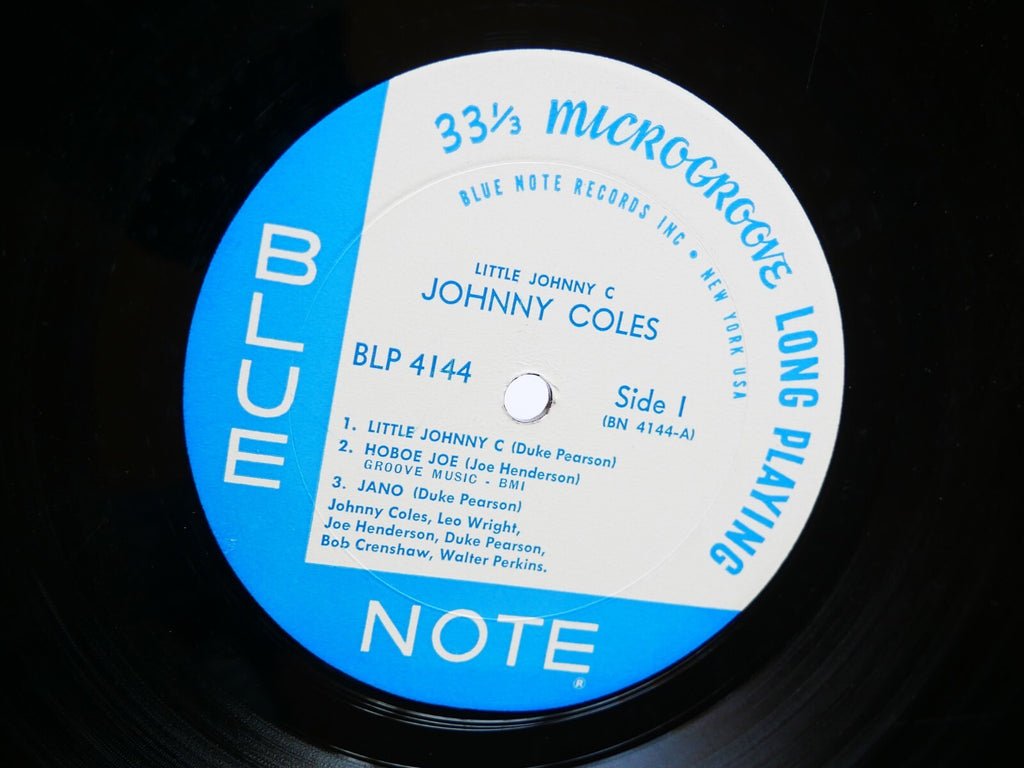 33⅓ MICROGROOVE LONG PLAYING
BLUE NOTE RECORDS INC • NEW YORK USA
LITTLE JOHNNY C
JOHNNY COLES
BLP 4144
Side 1
(BN 4144-A)
1. LITTLE JOHNNY C (Duke Pearson)
2. HOBOE JOE (Joe Henderson)
GROOVE MUSIC - BMI
3. JANO (Duke Pearson)
Johnny Coles, Leo Wright,
Joe Henderson, Duke Pearson,
Bob Crenshaw, Walter Perkins.
BLUE
NOTE
®